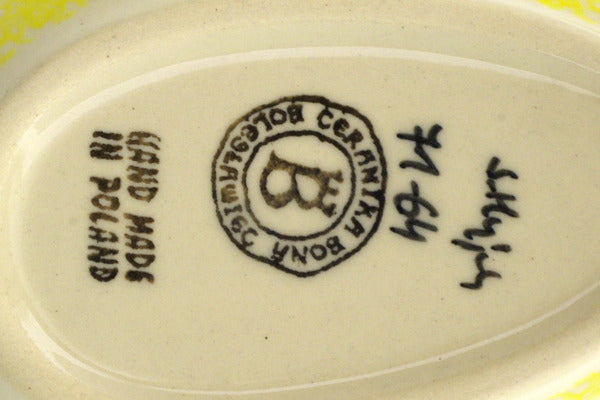 71-64
CERAMIKA BONA BOLESŁAWIEC
B
HAND MADE
IN POLAND